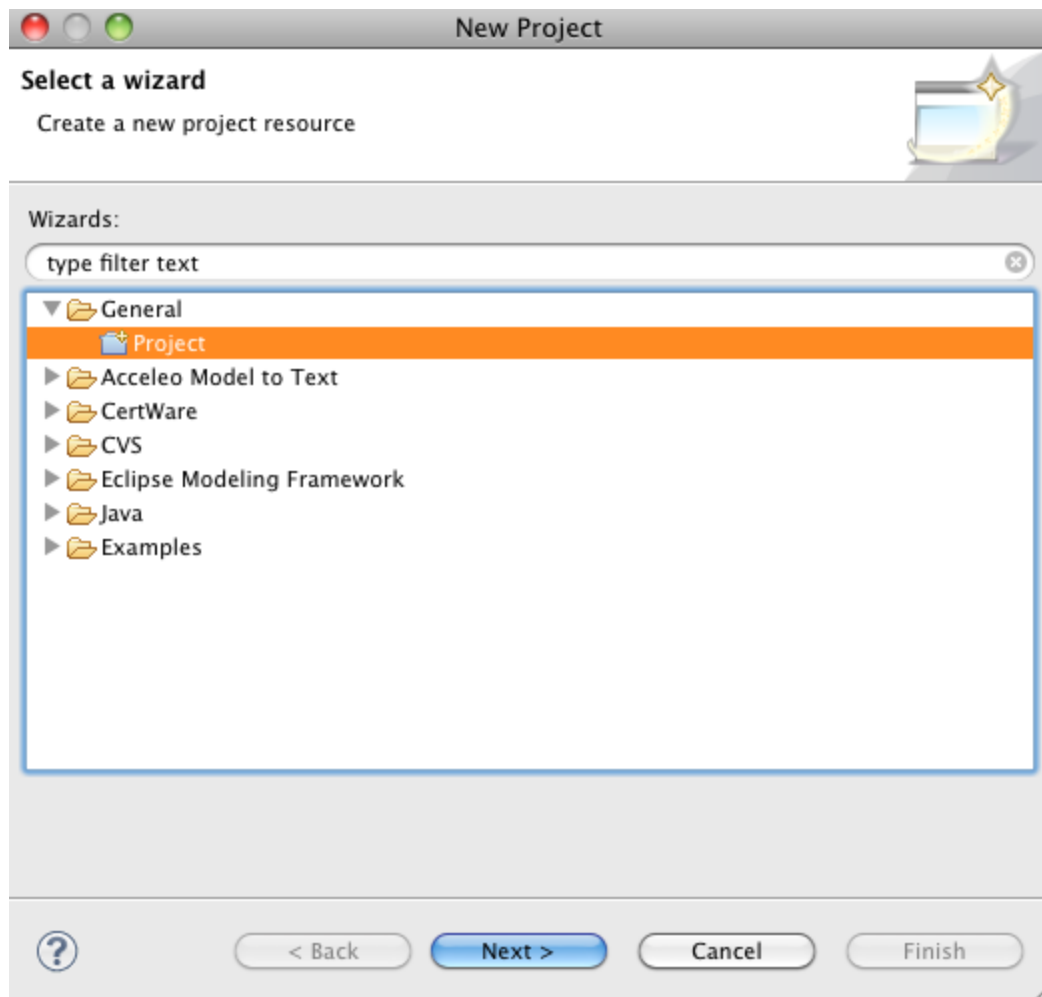 New Project
Select a wizard
Create a new project resource
Wizards:
type filter text
General
Project
Acceleo Model to Text
CertWare
CVS
Eclipse Modeling Framework
Java
Examples
? < Back Next > Cancel Finish